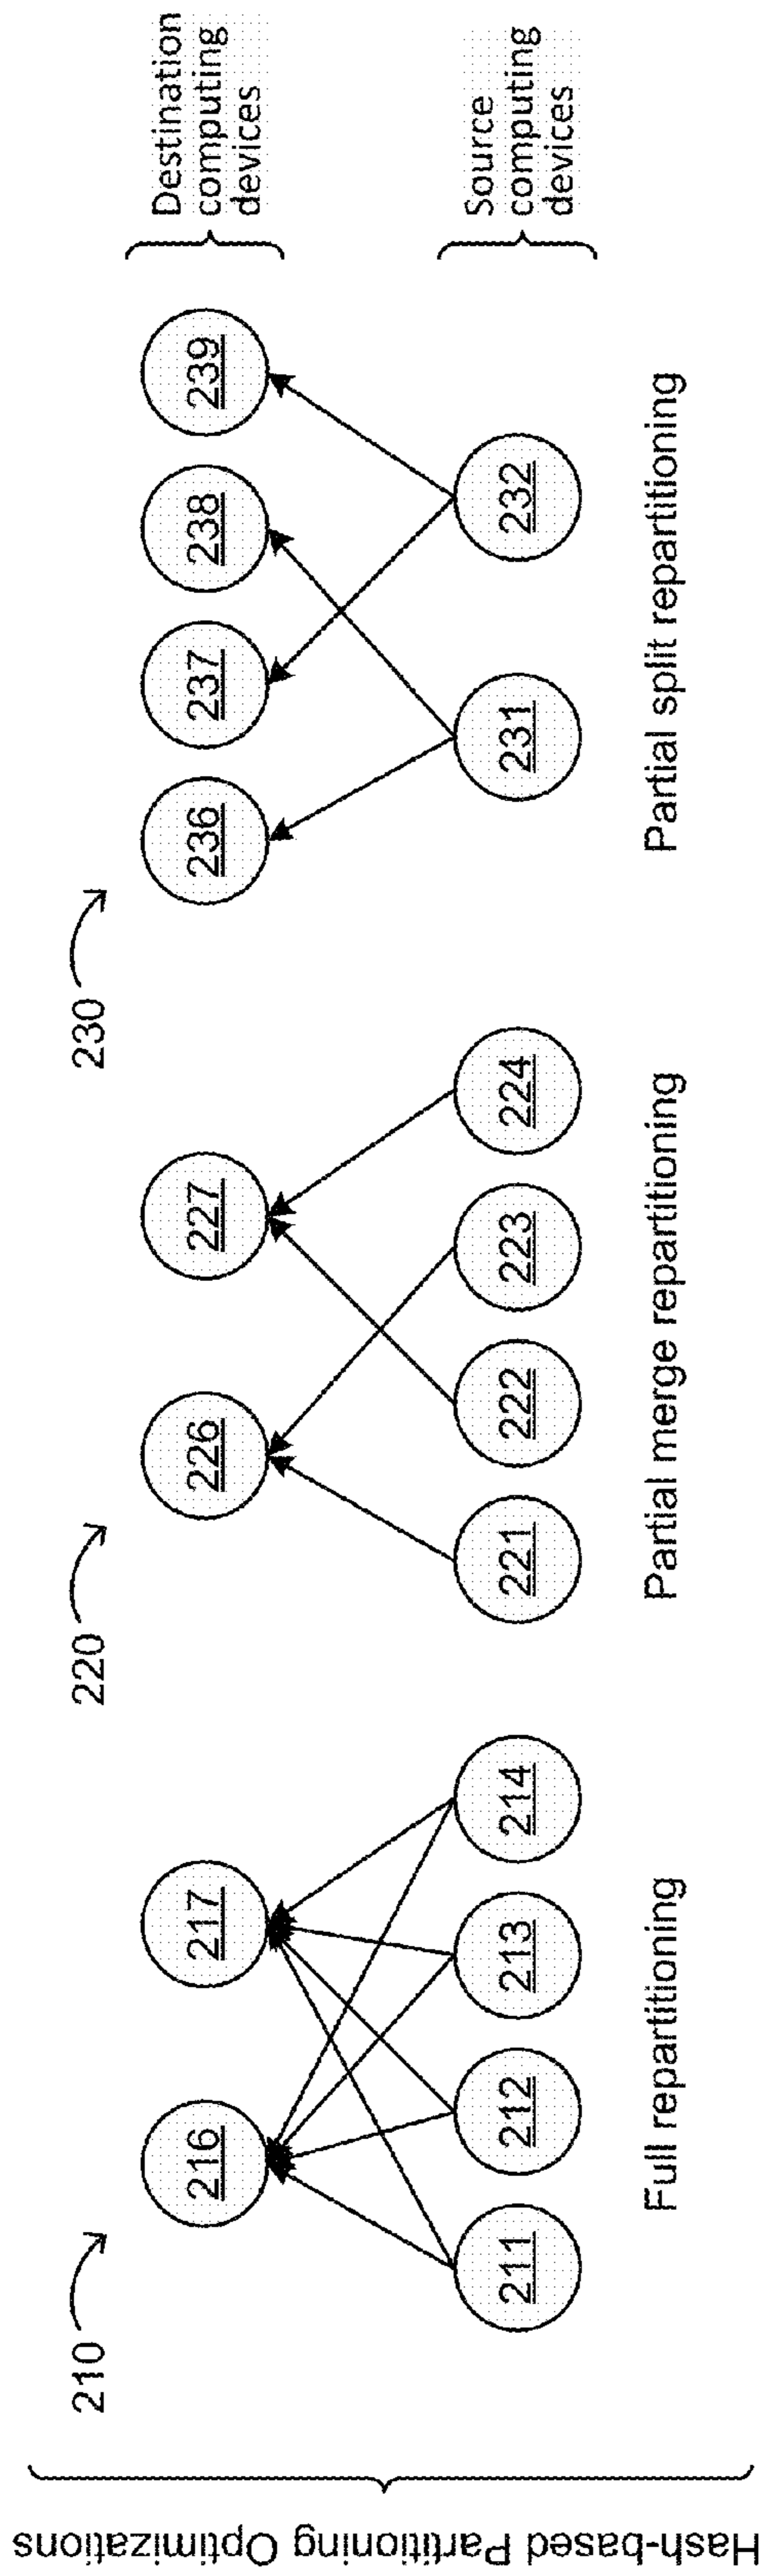 Hash-based Partitioning Optimizations
210
216
217
211
212
213
214
Full repartitioning
220
226
227
221
222
223
224
Partial merge repartitioning
230
236
237
238
239
231
232
Partial split repartitioning
Destination
computing
devices
Source
computing
devices